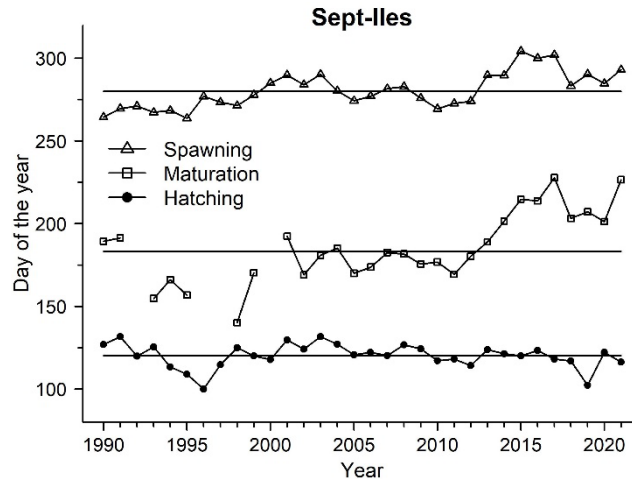 Sept-Iles
300
250
200
150
100
Day of the year
Spawning
Maturation
Hatching
1990 1995 2000 2005 2010 2015 2020
Year